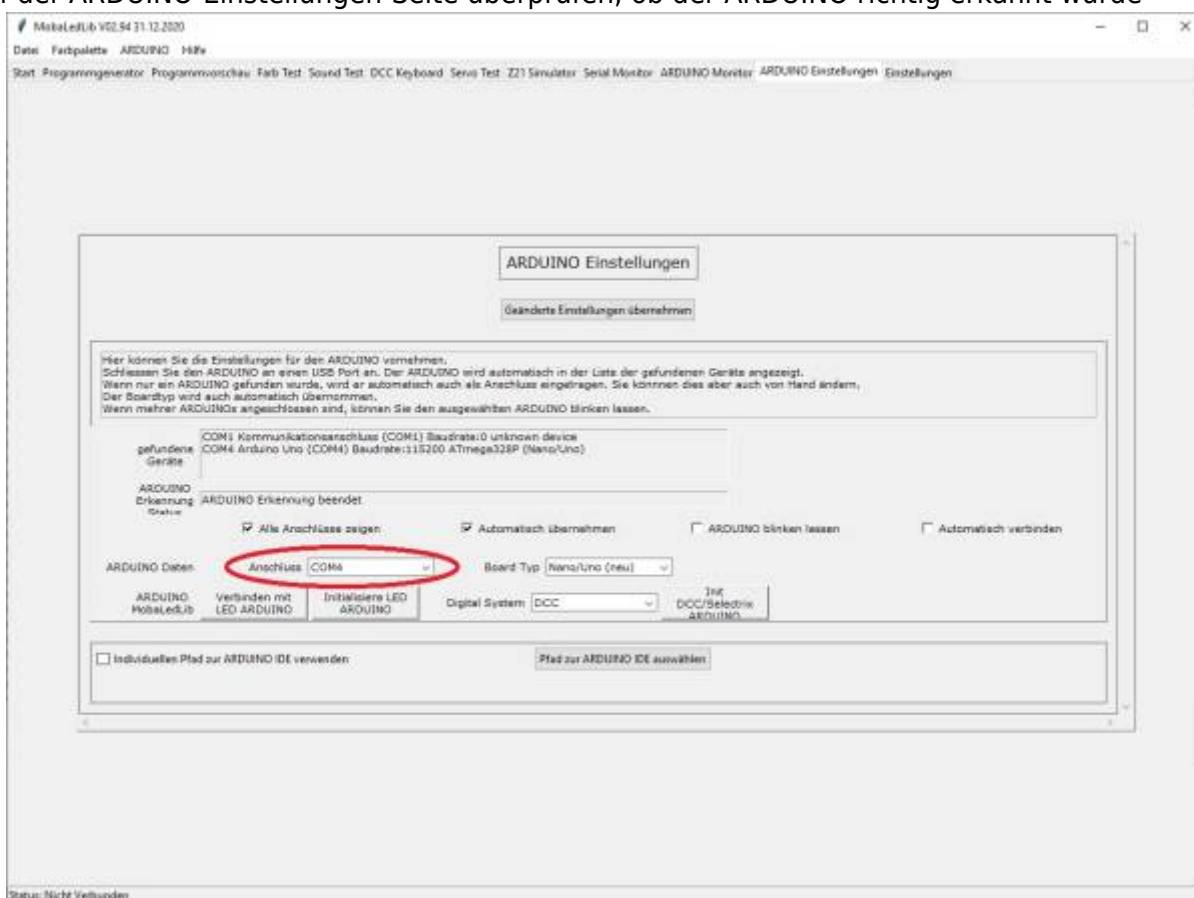 der ARDUINO Einstellungen Seite überprüfen, ob der ARDUINO richtig erkannt wurde
MobaLedLib V02.94 31.12.2020
Datei Farbpalette ARDUINO Hilfe
Start Programmgenerator Programmvorschau Farb Test Sound Test DCC Keyboard Servo Test Z21 Simulator Serial Monitor ARDUINO Monitor ARDUINO Einstellungen Einstellungen
ARDUINO Einstellungen
Geänderte Einstellungen übernehmen
Hier können Sie die Einstellungen für den ARDUINO vornehmen.
Schliessen Sie den ARDUINO an einen USB Port an. Der ARDUINO wird automatisch in der Liste der gefundenen Geräte angezeigt.
Wenn nur ein ARDUINO gefunden wurde, wird er automatisch auch als Anschluss eingetragen. Sie könnnen dies aber auch von Hand ändern.
Der Boardtyp wird auch automatisch übernommen.
Wenn mehrer ARDUINOs angeschlossen sind, können Sie den ausgewählten ARDUINO blinken lassen.
COM1 Kommunikationsanschluss (COM1) Baudrate:0 unknown device
gefundene COM4 Arduino Uno (COM4) Baudrate:115200 ATmega328P (Nano/Uno)
Geräte
ARDUINO
Erkennung ARDUINO Erkennung beendet
Status
Alle Anschlüsse zeigen Automatisch übernehmen ARDUINO blinken lassen Automatisch verbinden
ARDUINO Daten Anschluss COM4 Board Typ Nano/Uno (neu)
ARDUINO Verbinden mit Initialisiere LED Digital System DCC Init
MobaLedLib LED ARDUINO ARDUINO DCC/Selectrix
ARDUINO
Individuellen Pfad zur ARDUINO IDE verwenden Pfad zur ARDUINO IDE auswählen
Status: Nicht Verbunden